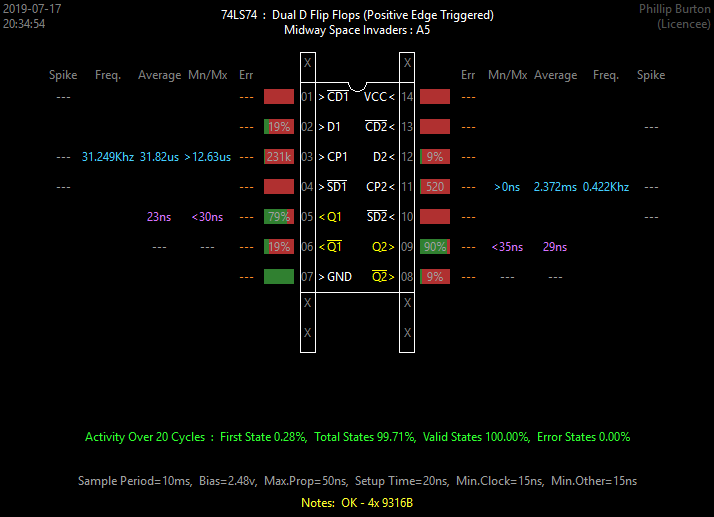 2019-07-17 74LS74 : Dual D Flip Flops (Positive Edge Triggered) Phillip Burton
20:34:54 Midway Space Invaders : A5 (Licencee)
X X
Spike Freq. Average Mn/Mx Err Err Mn/Mx Average Freq. Spike
--- --- 01 >CD1 VCC< 14 ---
--- 19% 02 >D1 CD2< 13 --- ---
--- 31.249Khz 31.82us >12.63us --- 231k 03 >CP1 D2< 12 9% ---
--- --- 04 >SD1 CP2< 11 520 --- >0ns 2.372ms 0.422Khz ---
23ns <30ns --- 79% 05 <Q1 SD2< 10 --- ---
--- --- --- 19% 06 <Q1 Q2> 09 90% --- <35ns 29ns
--- 07 >GND Q2> 08 9% --- --- ---
X X
X X
Activity Over 20 Cycles : First State 0.28%, Total States 99.71%, Valid States 100.00%, Error States 0.00%
Sample Period=10ms, Bias=2.48v, Max.Prop=50ns, Setup Time=20ns, Min.Clock=15ns, Min.Other=15ns
Notes: OK - 4x 9316B